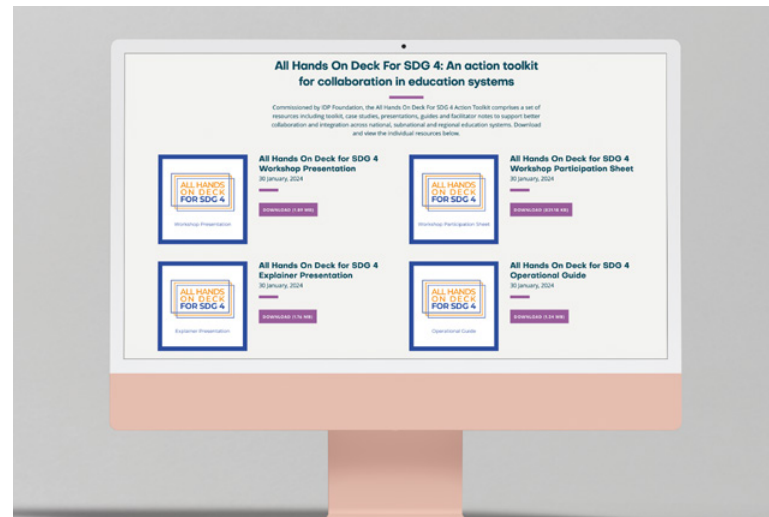 All Hands On Deck For SDG 4: An action toolkit
for collaboration in education systems
Commissioned by IDP Foundation, the All Hands On Deck For SDG 4 Action Toolkit comprises a set of
resources including toolkit, case studies, presentations, guides and facilitator notes to support better
collaboration and integration across national, subnational and regional education systems. Download
and view the individual resources below.
ALL HANDS
ON DECK
FOR SDG 4
Workshop Presentation
All Hands On Deck for SDG 4
Workshop Presentation
30 January, 2024
DOWNLOAD
ALL HANDS
ON DECK
FOR SDG 4
Workshop Participation Sheet
All Hands On Deck for SDG 4
Workshop Participation Sheet
30 January, 2024
DOWNLOAD
ALL HANDS
ON DECK
FOR SDG 4
Explainer Presentation
All Hands On Deck for SDG 4
Explainer Presentation
30 January, 2024
DOWNLOAD
ALL HANDS
ON DECK
FOR SDG 4
Operational Guide
All Hands On Deck for SDG 4
Operational Guide
30 January, 2024
DOWNLOAD